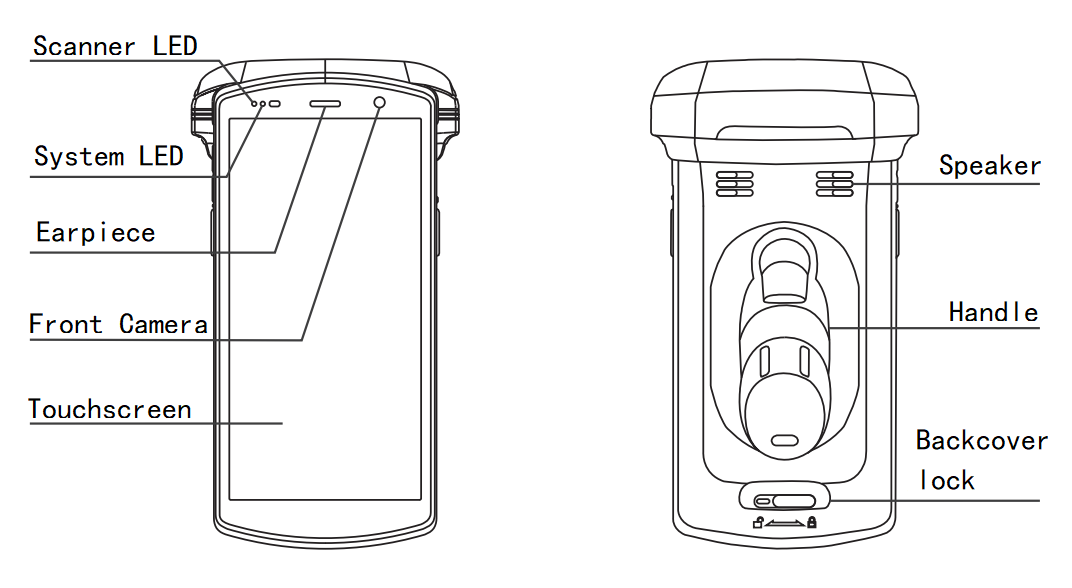 Scanner LED
System LED
Earpiece
Front Camera
Touchscreen
Speaker
Handle
Backcover
lock